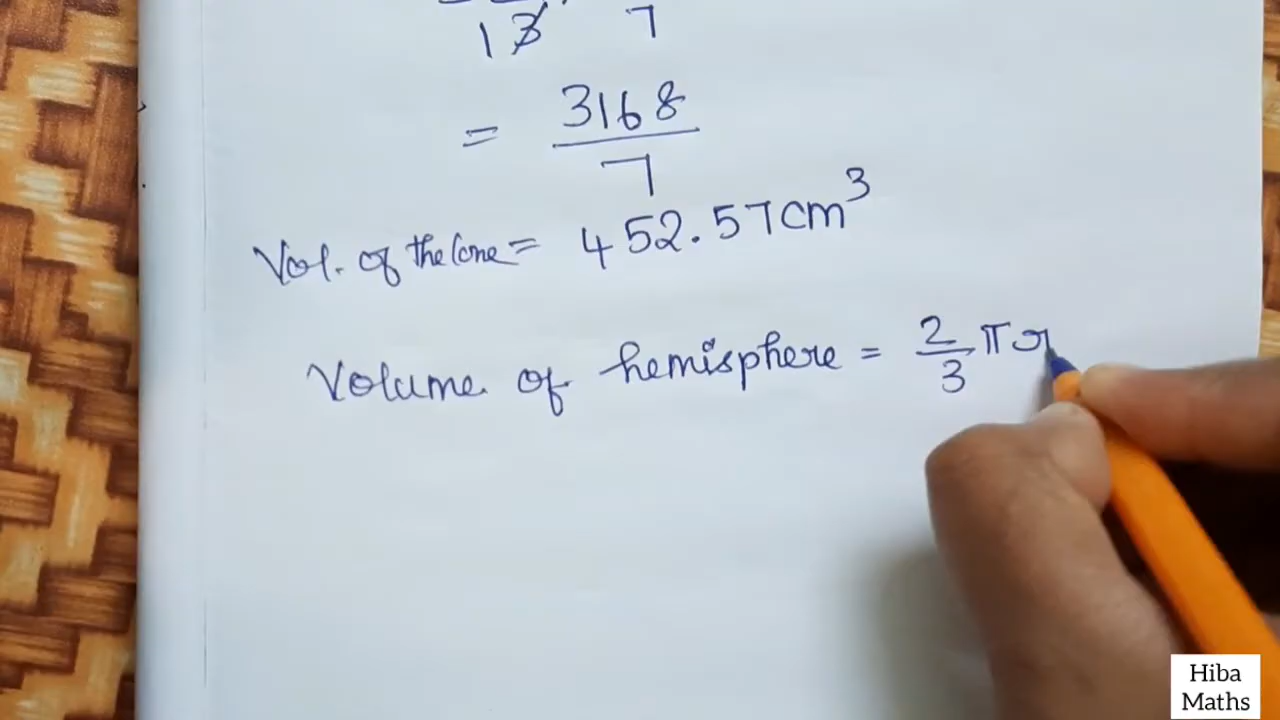 13 7
= 3168
7
Vol. of the Cone = 452.57cm³
Volume of hemisphere = 2/3 πr
Hiba
Maths